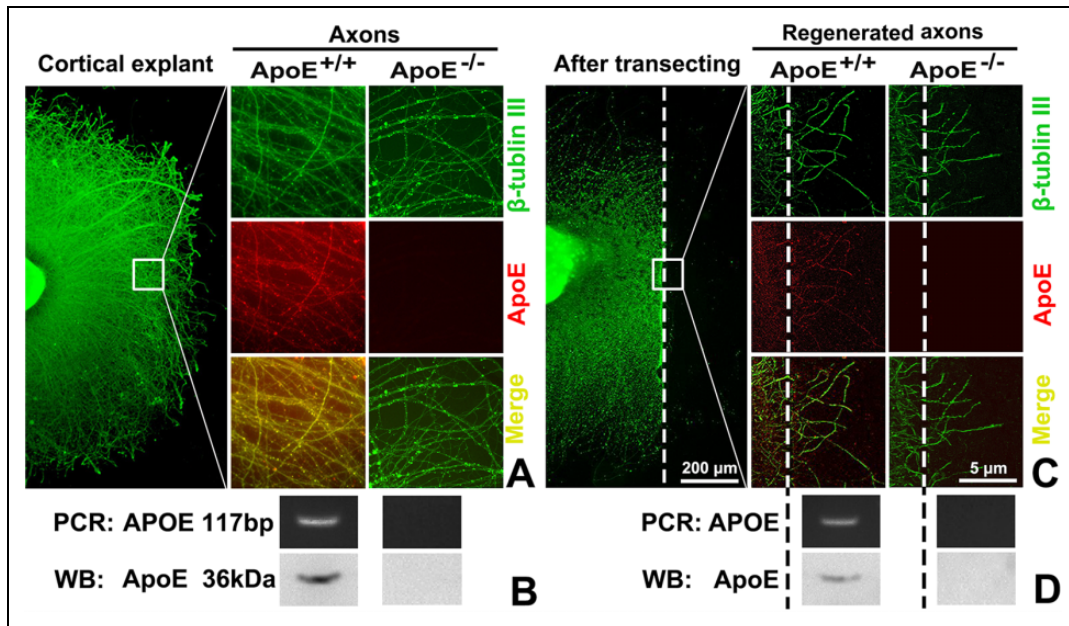 Axons
Cortical explant ApoE+/+ ApoE-/-
β-tublin III
ApoE
Merge
A
PCR: APOE 117bp
WB: ApoE 36kDa
B
Regenerated axons
After transecting ApoE+/+ ApoE-/-
β-tublin III
ApoE
Merge
200 μm
5 μm
C
PCR: APOE
WB: ApoE
D